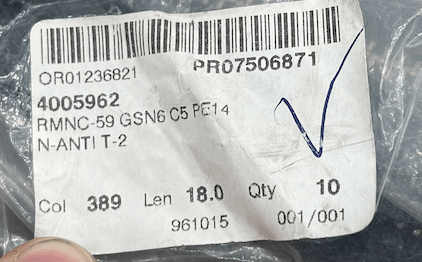 OR01236821 PR07506871
4005962
RMNC-59 GSN6 C5 PE14
N-ANTI T-2
Col 389 Len 18.0 Qty 10
961015 001/001